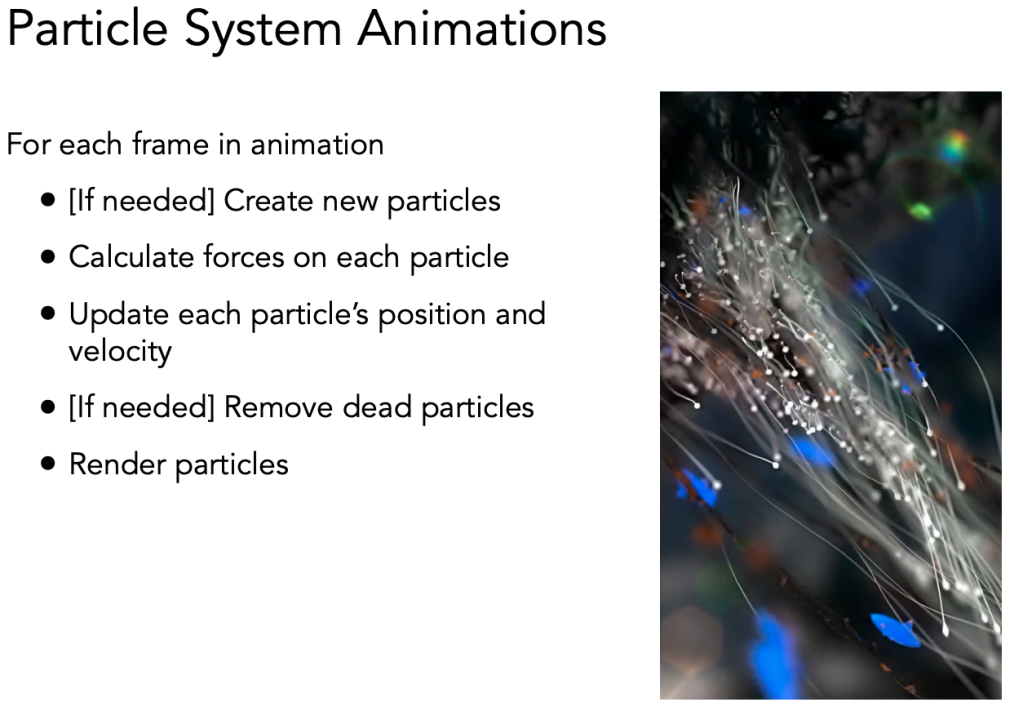 Particle System Animations
For each frame in animation
• [If needed] Create new particles
• Calculate forces on each particle
• Update each particle’s position and
velocity
• [If needed] Remove dead particles
• Render particles